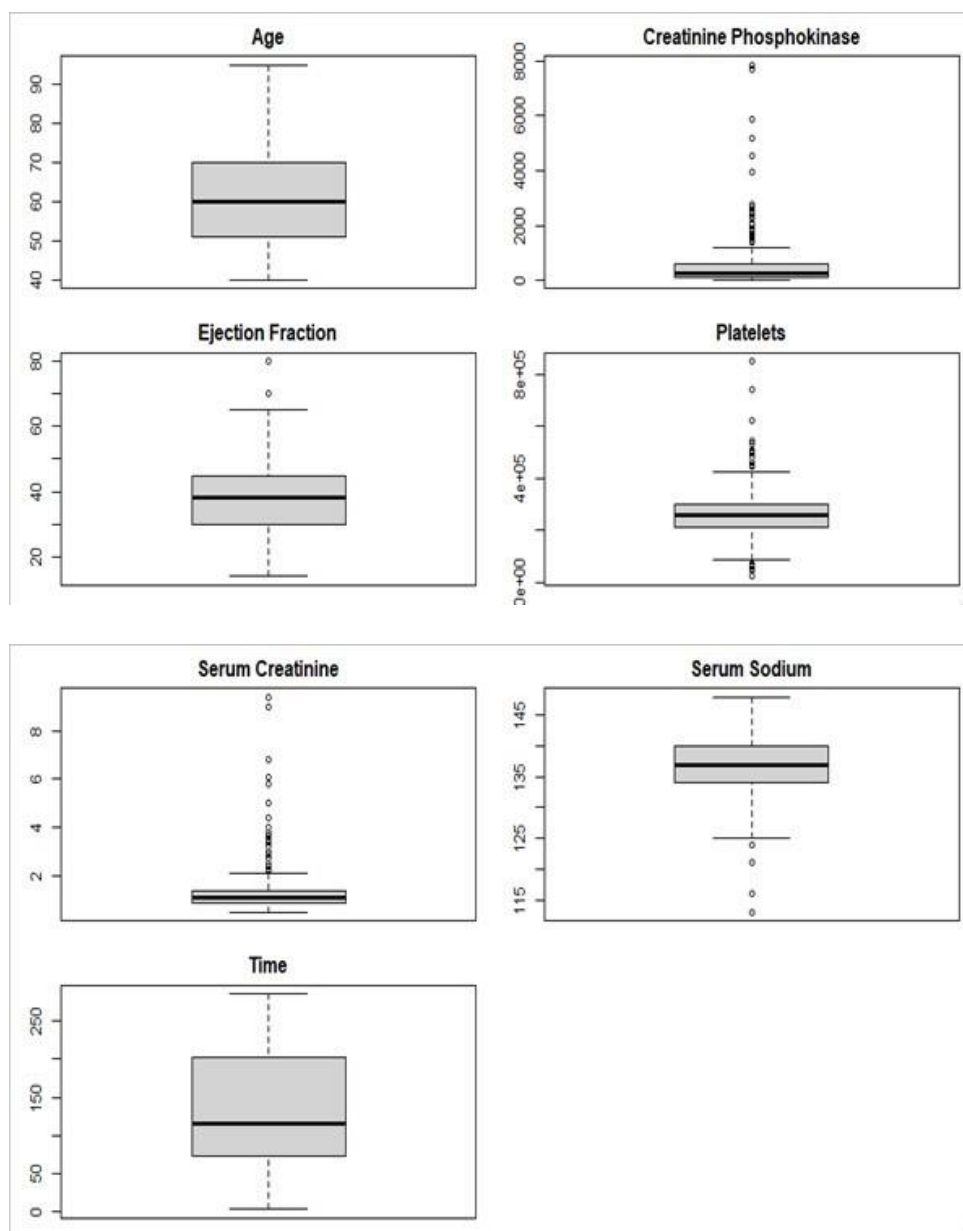 Age
90
80
70
60
50
40
Creatinine Phosphokinase
8000
6000
4000
2000
0
Ejection Fraction
80
60
40
20
Platelets
8e+05
4e+05
0e+00
Serum Creatinine
8
6
4
2
Serum Sodium
145
135
125
115
Time
250
150
50
0